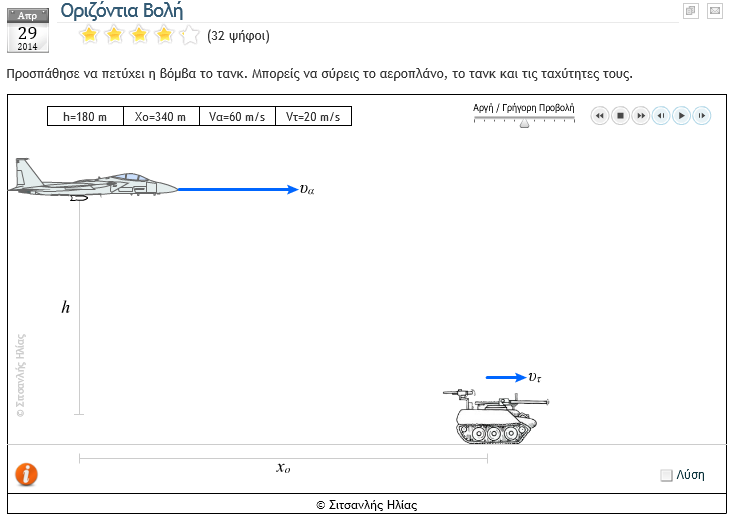 Απρ
29
2014
Οριζόντια Βολή
(32 ψήφοι)
Προσπάθησε να πετύχει η βόμβα το τανκ. Μπορείς να σύρεις το αεροπλάνο, το τανκ και τις ταχύτητες τους.
h=180 m Xo=340 m Vα=60 m/s Vτ=20 m/s
Αργή / Γρήγορη Προβολή
υα
h
© Σιτσανλής Ηλίας
υτ
xo
Λύση
© Σιτσανλής Ηλίας